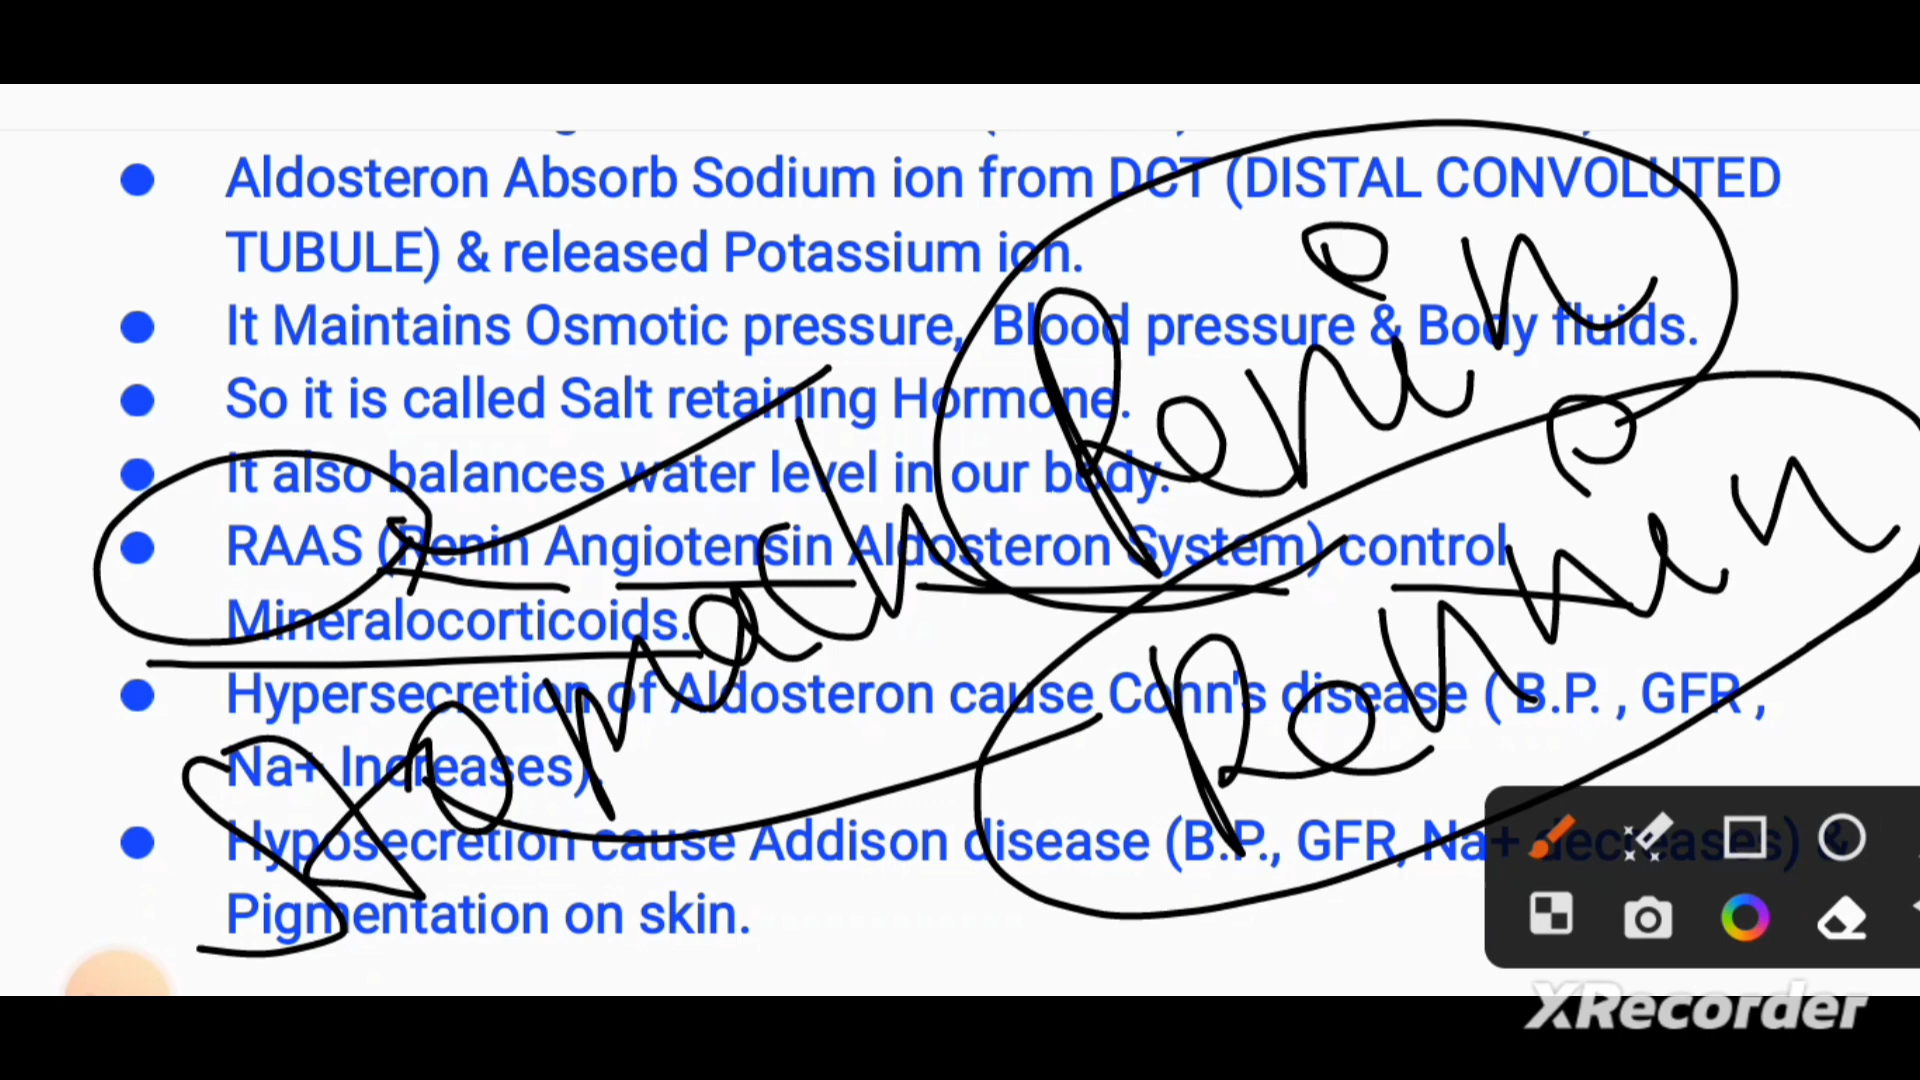 Aldosteron Absorb Sodium ion from DCT (DISTAL CONVOLUTED
TUBULE) & released Potassium ion.
It Maintains Osmotic pressure, Blood pressure & Body fluids.
So it is called Salt retaining Hormone.
It also balances water level in our body.
RAAS (Renin Angiotensin Aldosteron System) control
Mineralocorticoids.
Hypersecretion of Aldosteron cause Conn's disease ( B.P. , GFR ,
Na+ Increases).
Hyposecretion cause Addison disease (B.P., GFR, Na+ decreases) &
Pigmentation on skin.
Renin
Rennin
Stomach
XRecorder